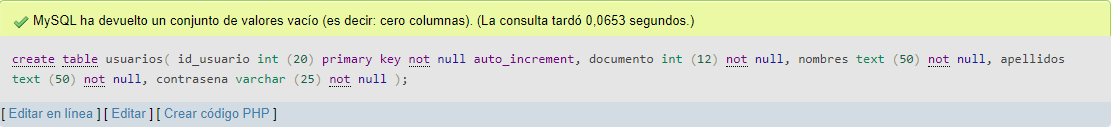 MySQL ha devuelto un conjunto de valores vacío (es decir: cero columnas). (La consulta tardó 0,0653 segundos.)
create table usuarios( id_usuario int (20) primary key not null auto_increment, documento int (12) not null, nombres text (50) not null, apellidos
text (50) not null, contrasena varchar (25) not null );
[ Editar en línea ] [ Editar ] [ Crear código PHP ]